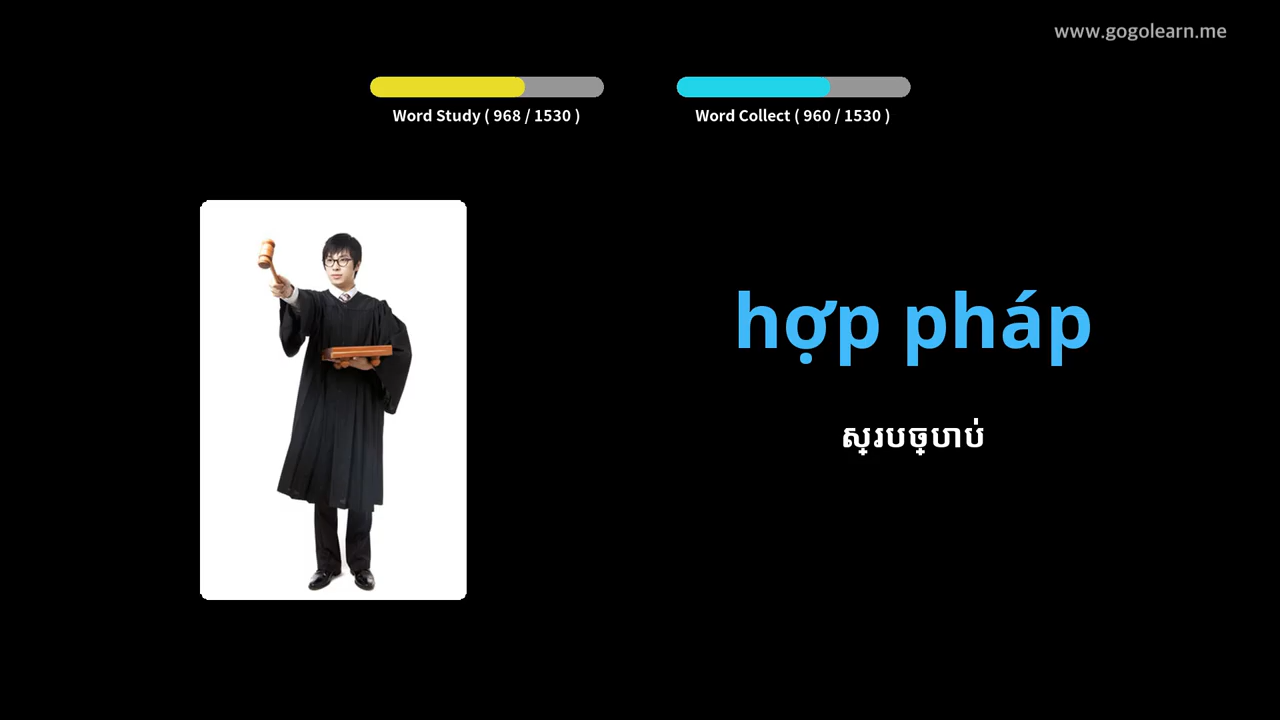 www.gogolearn.me
Word Study ( 968 / 1530 )
Word Collect ( 960 / 1530 )
hợp pháp
ស្របច្បាប់